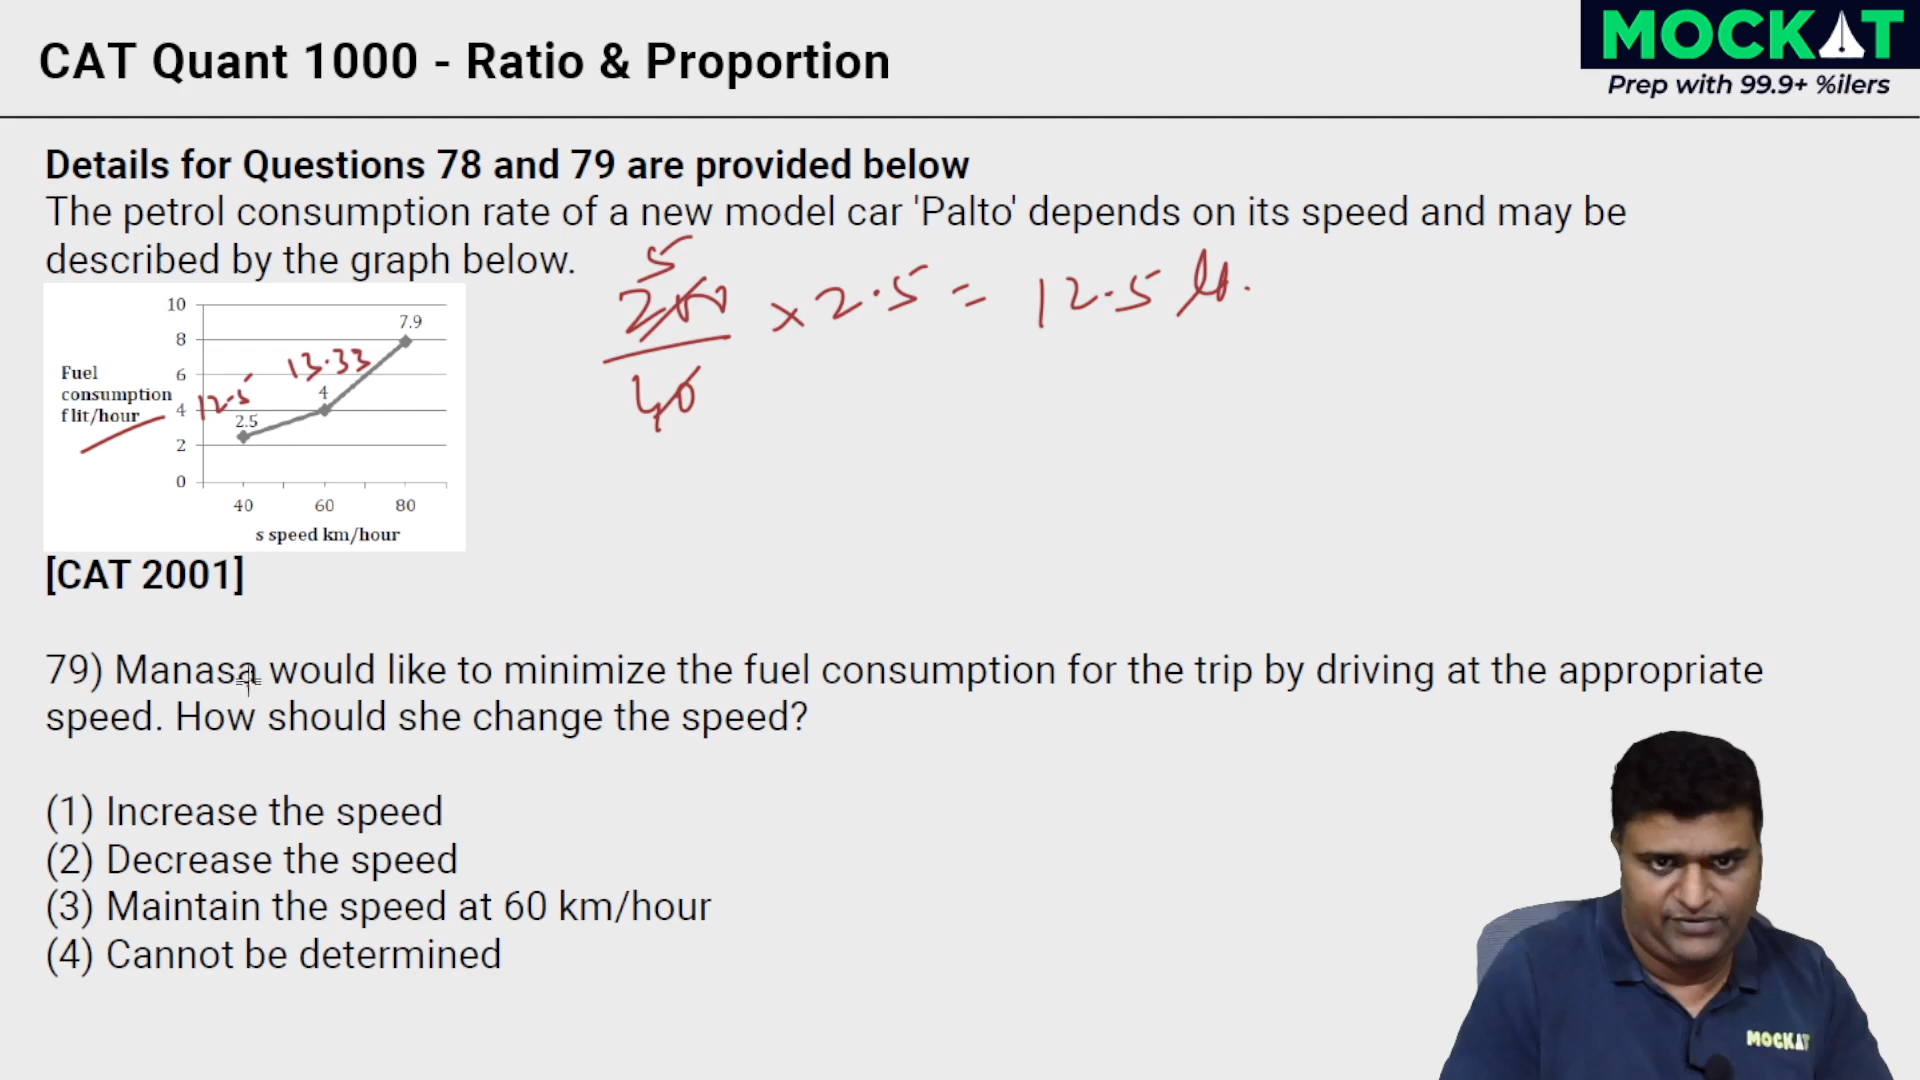 CAT Quant 1000 - Ratio & Proportion
MOCKAT
Prep with 99.9+ %ilers
Details for Questions 78 and 79 are provided below
The petrol consumption rate of a new model car 'Palto' depends on its speed and may be
described by the graph below.
5
200 × 2.5 = 12.5 lt.
40
10
8
6
4
2
0
Fuel
consumption
f lit/hour
12.5
13.33
2.5
4
7.9
40 60 80
s speed km/hour
[CAT 2001]
79) Manasa would like to minimize the fuel consumption for the trip by driving at the appropriate
speed. How should she change the speed?
(1) Increase the speed
(2) Decrease the speed
(3) Maintain the speed at 60 km/hour
(4) Cannot be determined
MOCKAT